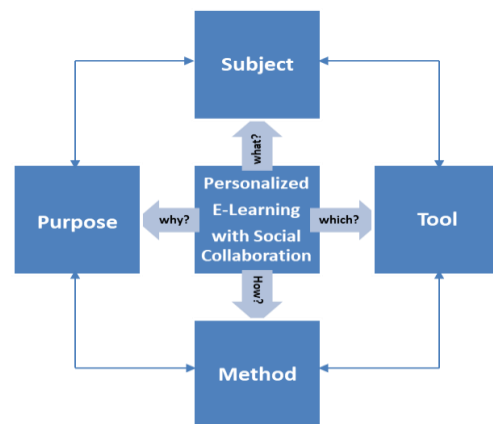 Subject
what?
Personalized
E-Learning
with Social
Collaboration
Purpose
why?
which?
Tool
How?
Method